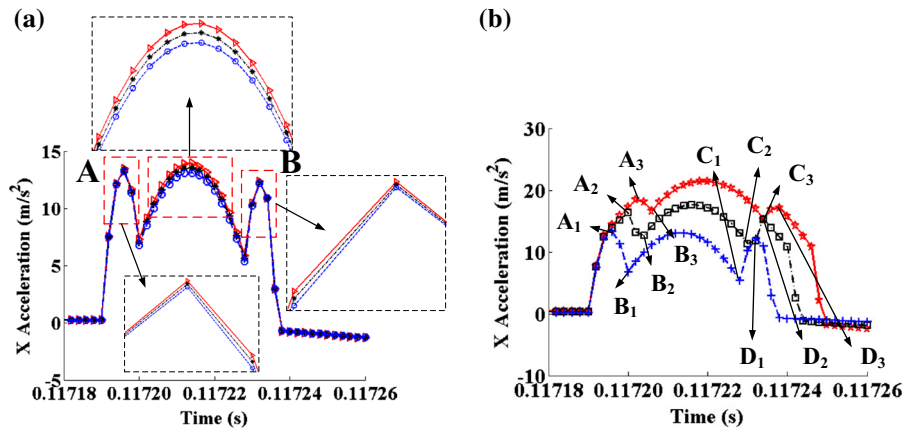 (a)
A
B
X Acceleration (m/s²)
15
10
5
0
-5
0.11718
0.11720
0.11722
0.11724
0.11726
Time (s)
(b)
X Acceleration (m/s²)
30
20
10
0
-10
A₁
A₂
A₃
B₁
B₂
B₃
C₁
C₂
C₃
D₁
D₂
D₃
0.11718
0.11720
0.11722
0.11724
0.11726
Time (s)